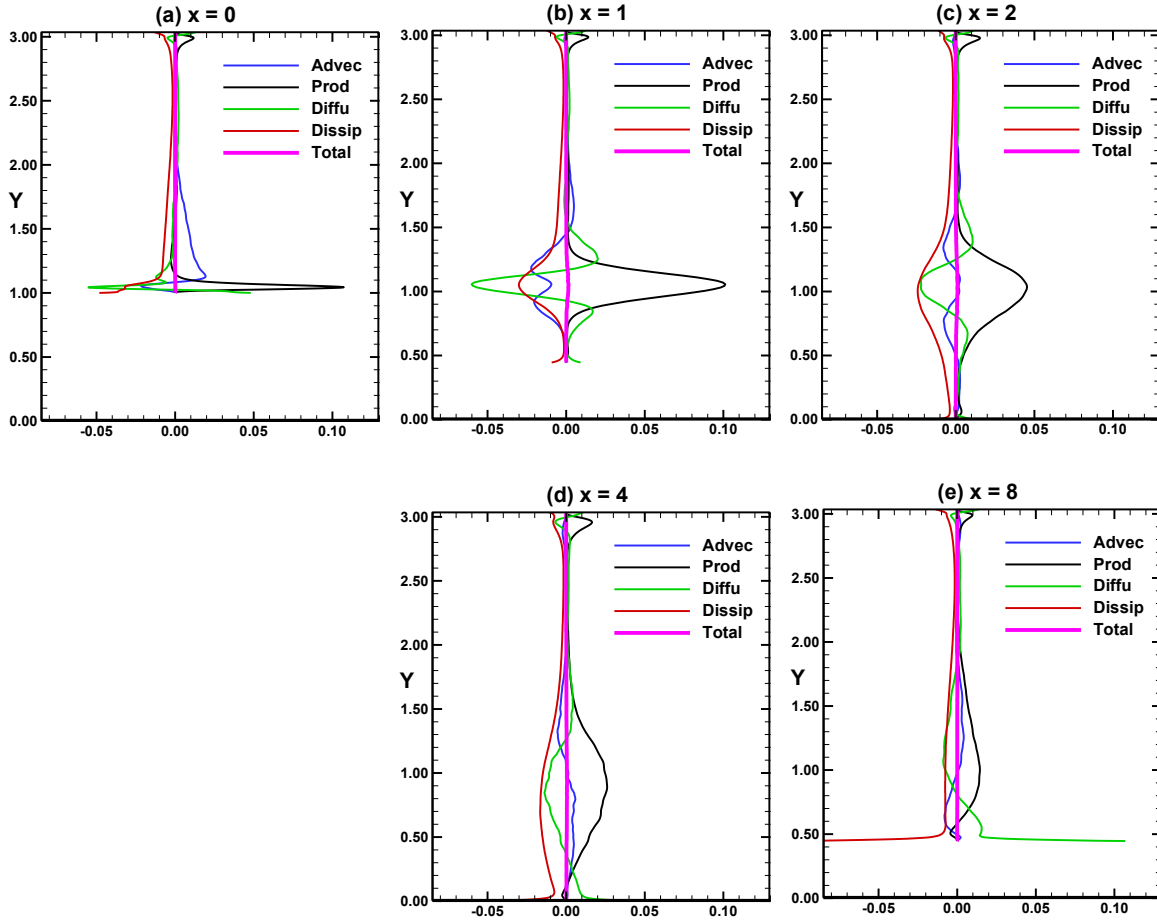 (a) x = 0
3.00
2.50
2.00
Y
1.50
1.00
0.50
0.00
-0.05
0.00
0.05
0.10
Advec
Prod
Diffu
Dissip
Total
(b) x = 1
3.00
2.50
2.00
Y
1.50
1.00
0.50
0.00
-0.05
0.00
0.05
0.10
Advec
Prod
Diffu
Dissip
Total
(c) x = 2
3.00
2.50
2.00
Y
1.50
1.00
0.50
0.00
-0.05
0.00
0.05
0.10
Advec
Prod
Diffu
Dissip
Total
(d) x = 4
3.00
2.50
2.00
Y
1.50
1.00
0.50
0.00
-0.05
0.00
0.05
0.10
Advec
Prod
Diffu
Dissip
Total
(e) x = 8
3.00
2.50
2.00
Y
1.50
1.00
0.50
0.00
-0.05
0.00
0.05
0.10
Advec
Prod
Diffu
Dissip
Total